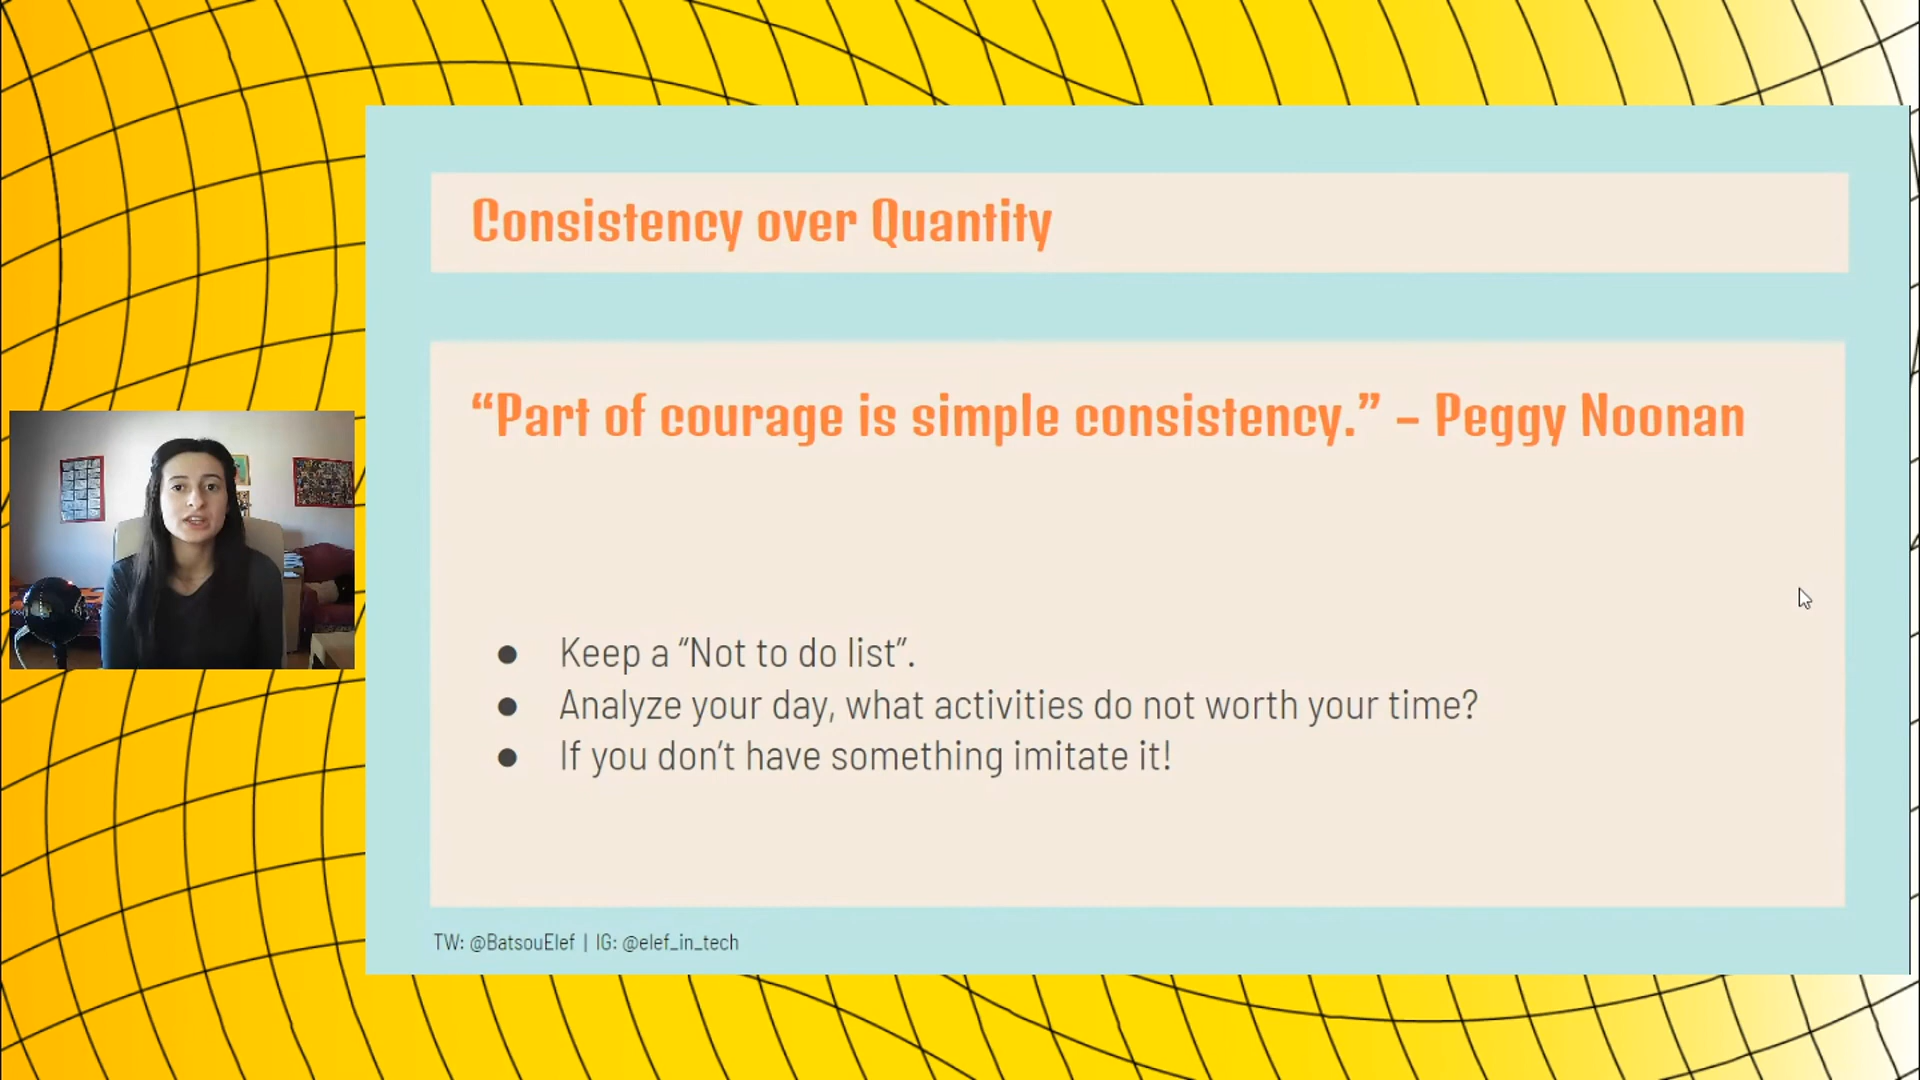 Consistency over Quantity
“Part of courage is simple consistency.” – Peggy Noonan
● Keep a “Not to do list”.
● Analyze your day, what activities do not worth your time?
● If you don’t have something imitate it!
TW: @BatsouElef | IG: @elef_in_tech